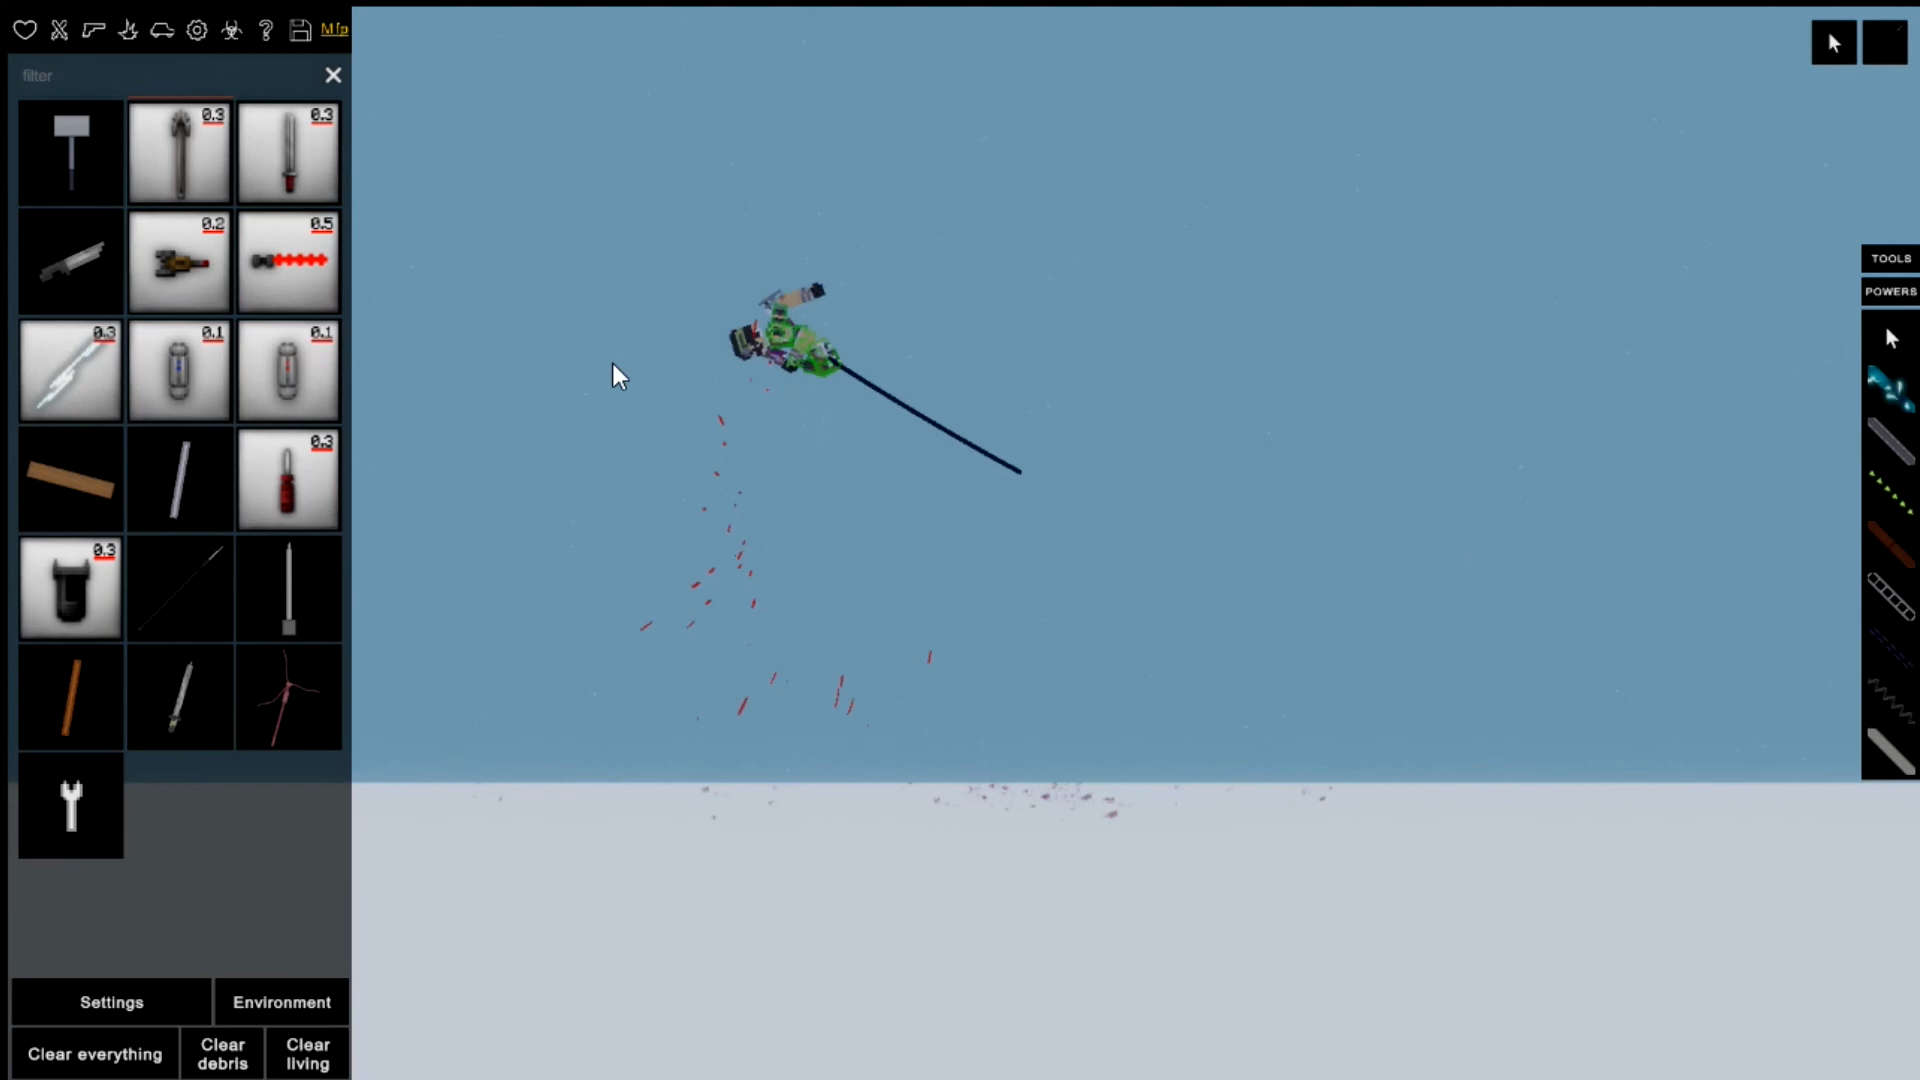 Mfp
filter
0.3
0.3
0.2
0.5
0.3
0.1
0.1
0.3
0.3
TOOLS
POWERS
Settings
Environment
Clear everything
Clear
debris
Clear
living